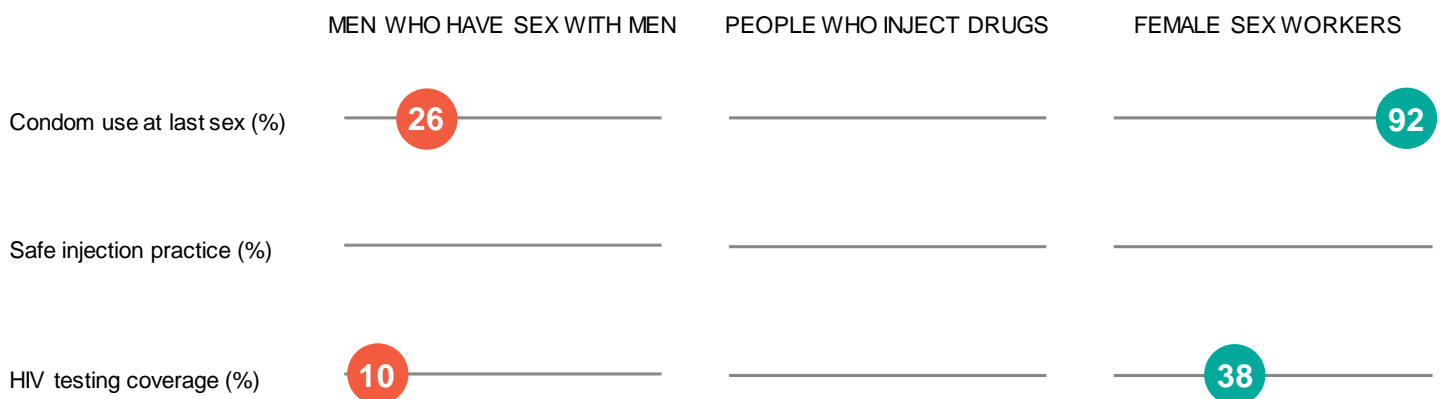 MEN WHO HAVE SEX WITH MEN PEOPLE WHO INJECT DRUGS FEMALE SEX WORKERS
Condom use at last sex (%) 26 92
Safe injection practice (%)
HIV testing coverage (%) 10 38